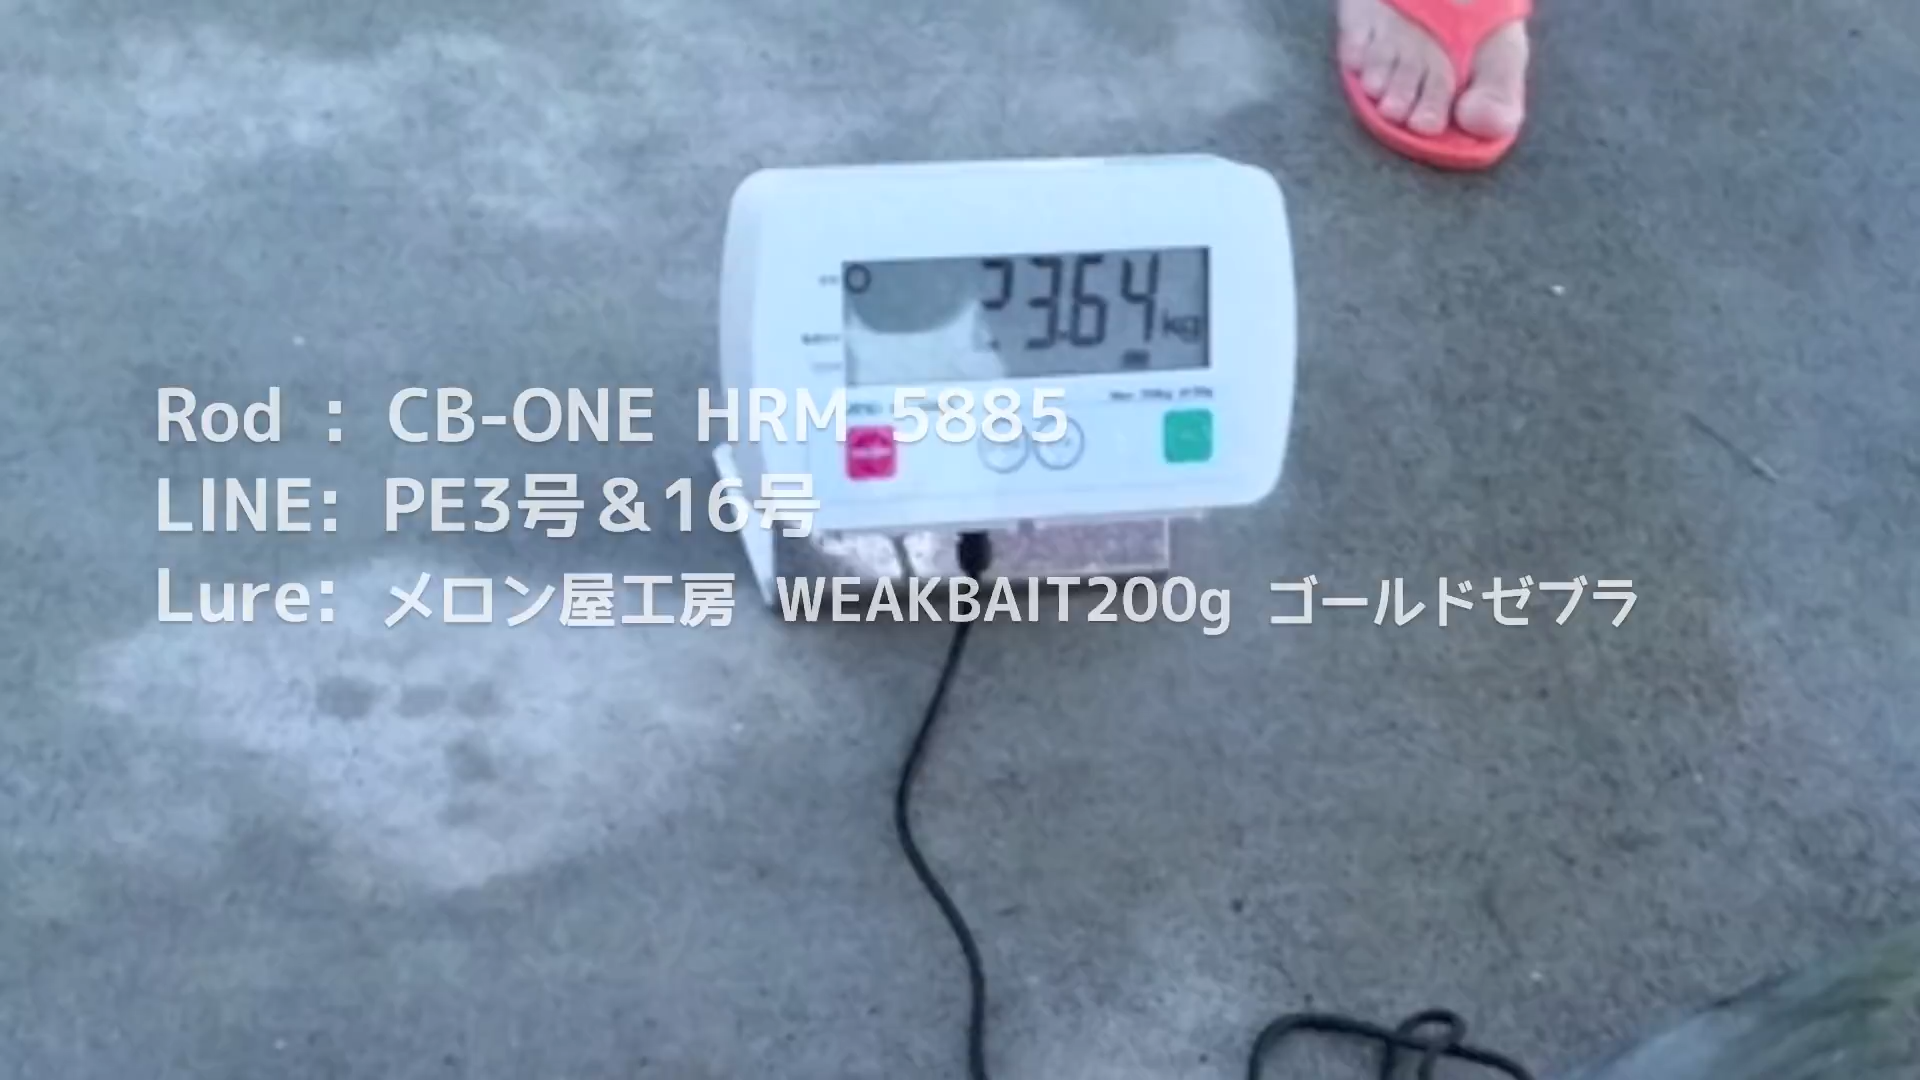 23.64 kg
Rod : CB-ONE HRM 5885
LINE: PE3号＆16号
Lure: メロン屋工房 WEAKBAIT200g ゴールドゼブラ